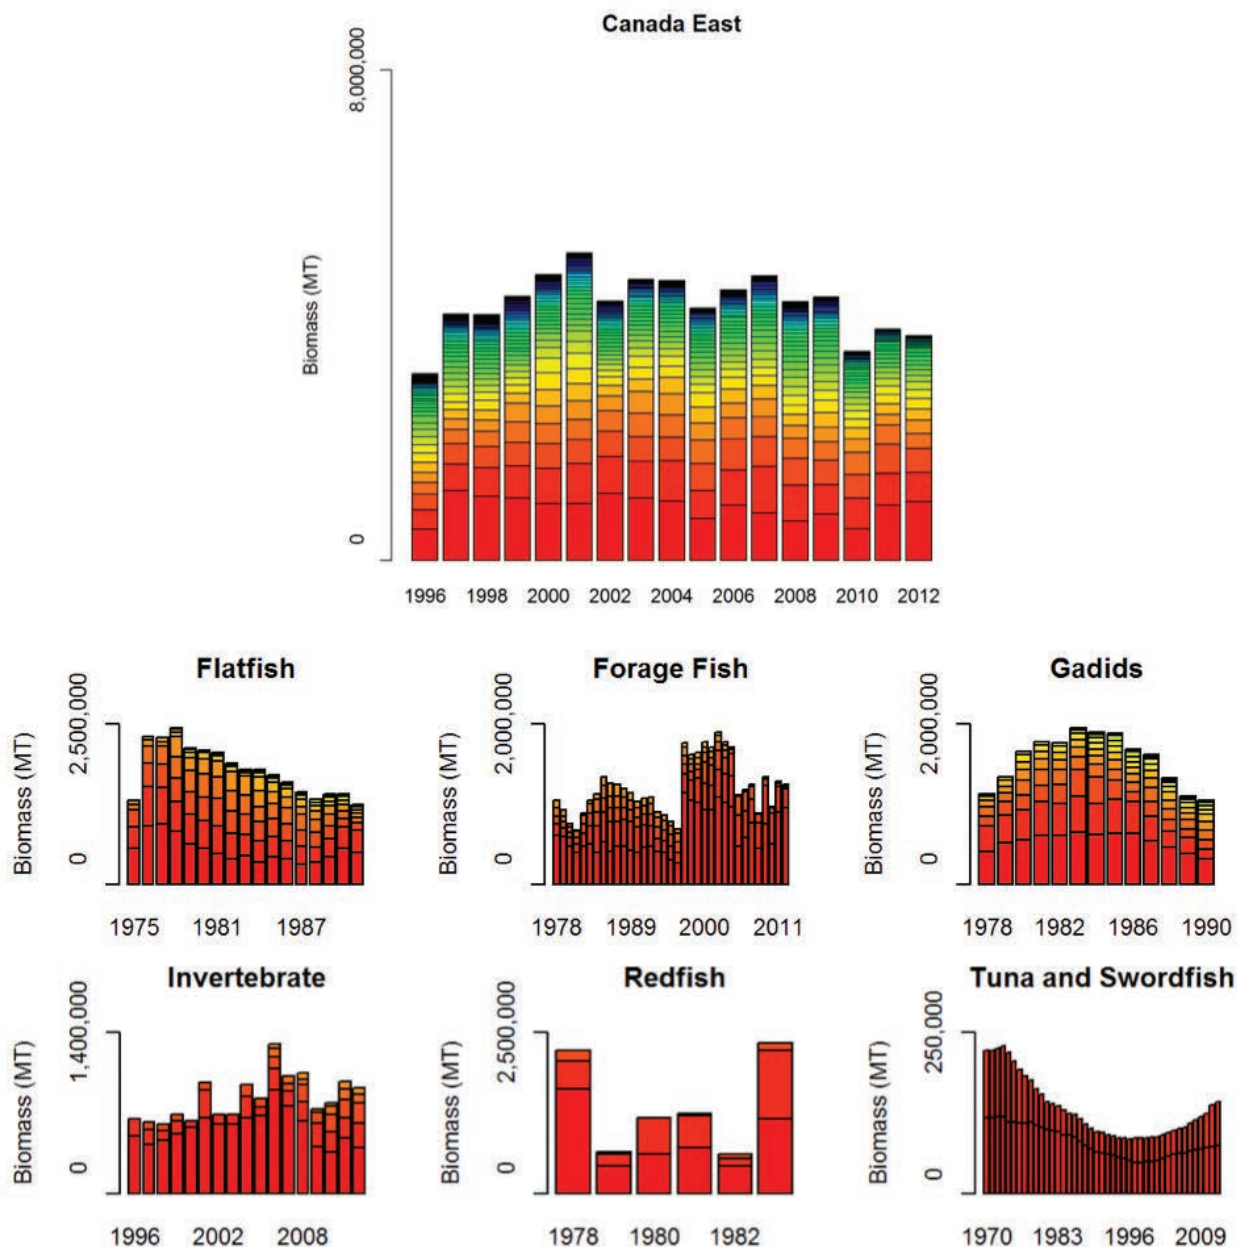 Canada East
8,000,000
Biomass (MT)
0
1996 1998 2000 2002 2004 2006 2008 2010 2012
Flatfish
2,500,000
Biomass (MT)
0
1975 1981 1987
Forage Fish
2,000,000
Biomass (MT)
0
1978 1989 2000 2011
Gadids
2,000,000
Biomass (MT)
0
1978 1982 1986 1990
Invertebrate
1,400,000
Biomass (MT)
0
1996 2002 2008
Redfish
2,500,000
Biomass (MT)
0
1978 1980 1982
Tuna and Swordfish
250,000
Biomass (MT)
0
1970 1983 1996 2009